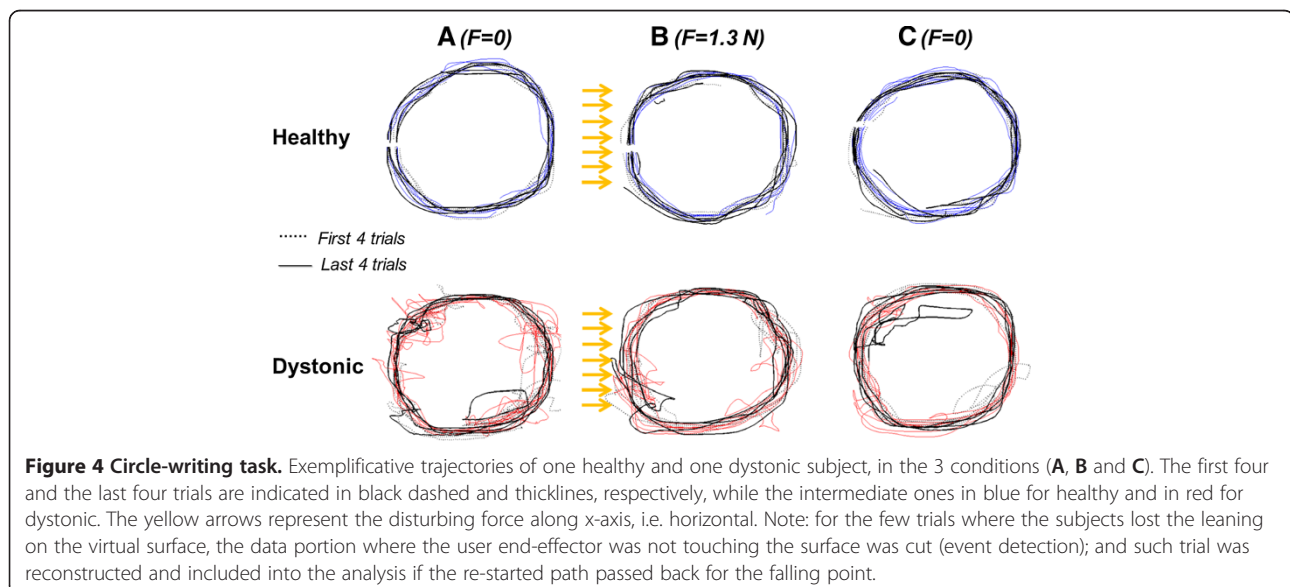 A (F=0) B (F=1.3 N) C (F=0)
Healthy
First 4 trials
Last 4 trials
Dystonic
Figure 4 Circle-writing task. Exemplificative trajectories of one healthy and one dystonic subject, in the 3 conditions (A, B and C). The first four
and the last four trials are indicated in black dashed and thicklines, respectively, while the intermediate ones in blue for healthy and in red for
dystonic. The yellow arrows represent the disturbing force along x-axis, i.e. horizontal. Note: for the few trials where the subjects lost the leaning
on the virtual surface, the data portion where the user end-effector was not touching the surface was cut (event detection); and such trial was
reconstructed and included into the analysis if the re-started path passed back for the falling point.